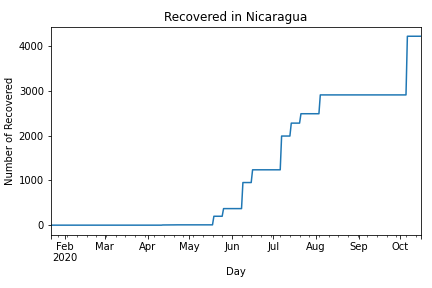 Recovered in Nicaragua
Number of Recovered
4000
3000
2000
1000
0
Feb Mar Apr May Jun Jul Aug Sep Oct
2020
Day